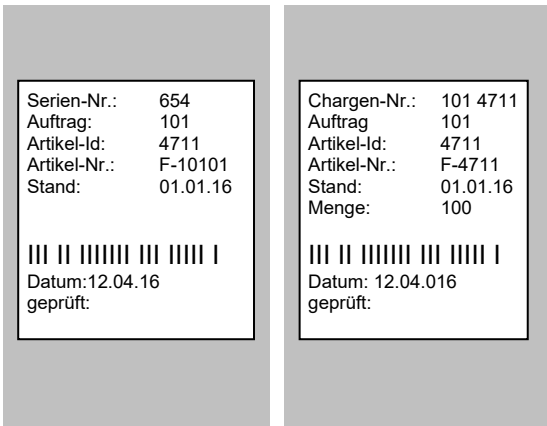 Serien-Nr.: 654
Auftrag: 101
Artikel-Id: 4711
Artikel-Nr.: F-10101
Stand: 01.01.16
Datum:12.04.16
geprüft:
Chargen-Nr.: 101 4711
Auftrag 101
Artikel-Id: 4711
Artikel-Nr.: F-4711
Stand: 01.01.16
Menge: 100
Datum: 12.04.016
geprüft: